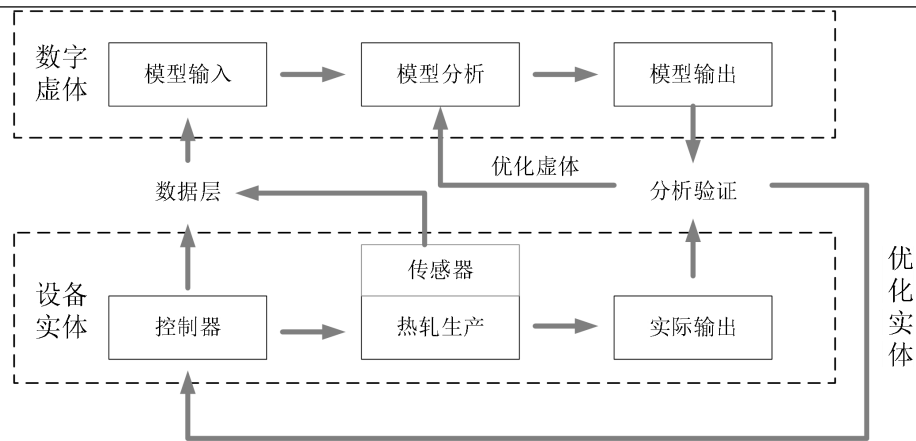 数字
虚体
模型输入
模型分析
模型输出
优化虚体
数据层
分析验证
传感器
设备
实体
控制器
热轧生产
实际输出
优
化
实
体